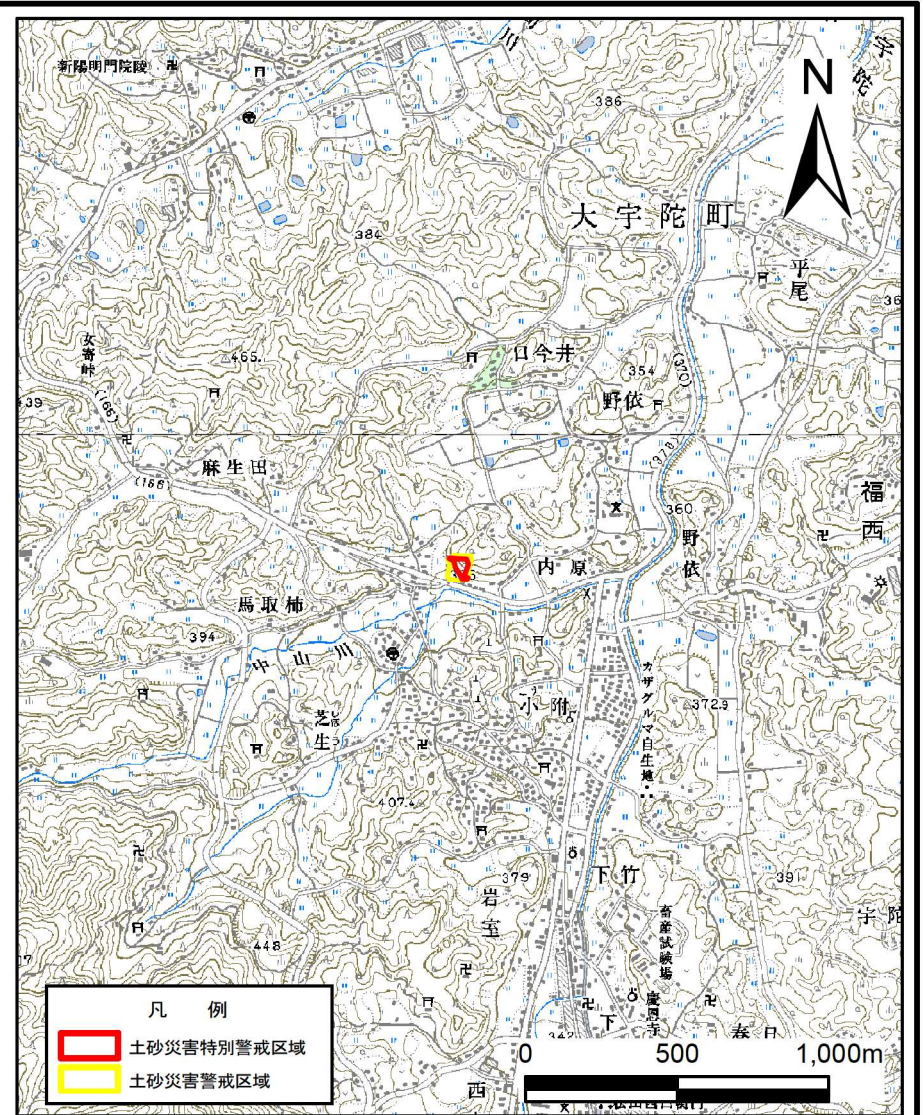 新陽明門院陵
川
宇
陀
386
N
大宇陀町
384
平尾
女寄峠
465.
口今井
354
(370)
野依
439
(166)
(166)
麻生田
(370)
360
福西
野依
内原
馬取柿
394
中山川
カザグルマ自生地
小附
372.9
芝生
407.4
379
下竹
391
岩室
宇陀
畜産試験場
448
慶恩寺
下
春日
342
西
凡 例
土砂災害特別警戒区域
土砂災害警戒区域
0 500 1,000m